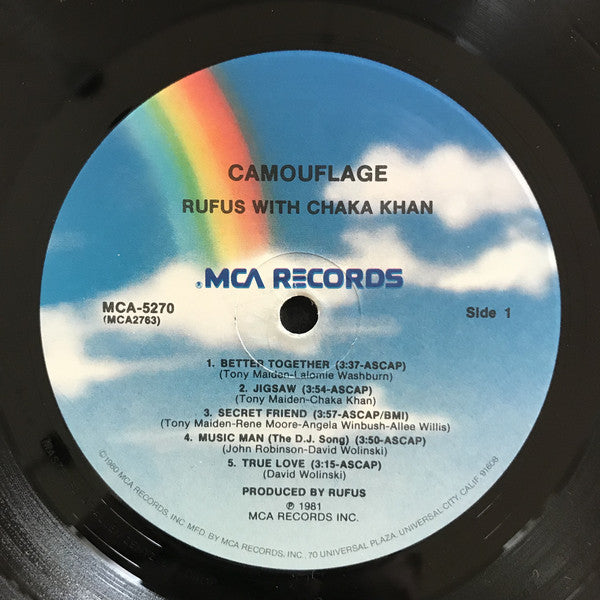 CAMOUFLAGE
RUFUS WITH CHAKA KHAN
®MCA RECORDS
MCA-5270
(MCA2763)
Side 1
1. BETTER TOGETHER (3:37-ASCAP)
(Tony Maiden-Lalomie Washburn)
2. JIGSAW (3:54-ASCAP)
(Tony Maiden-Chaka Khan)
3. SECRET FRIEND (3:57-ASCAP/BMI)
(Tony Maiden-Rene Moore-Angela Winbush-Allee Willis)
4. MUSIC MAN (The D.J. Song) (3:50-ASCAP)
(John Robinson-David Wolinski)
5. TRUE LOVE (3:15-ASCAP)
(David Wolinski)
PRODUCED BY RUFUS
℗ 1981
MCA RECORDS INC.
©1980 MCA RECORDS, INC. MFD. BY MCA RECORDS, INC., 70 UNIVERSAL PLAZA, UNIVERSAL CITY, CALIF. 91608